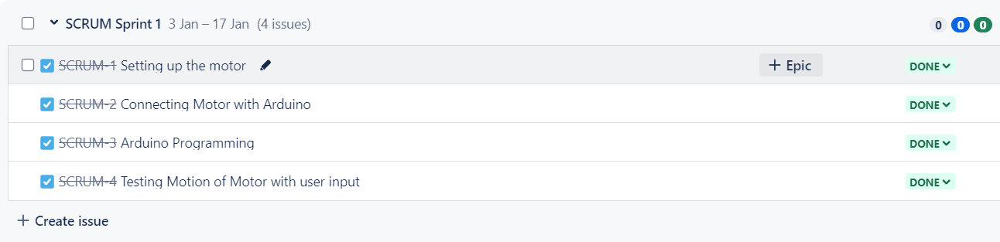 SCRUM Sprint 1 3 Jan – 17 Jan (4 issues) 0 0 0
SCRUM-1 Setting up the motor + Epic DONE
SCRUM-2 Connecting Motor with Arduino DONE
SCRUM-3 Arduino Programming DONE
SCRUM-4 Testing Motion of Motor with user input DONE
+ Create issue